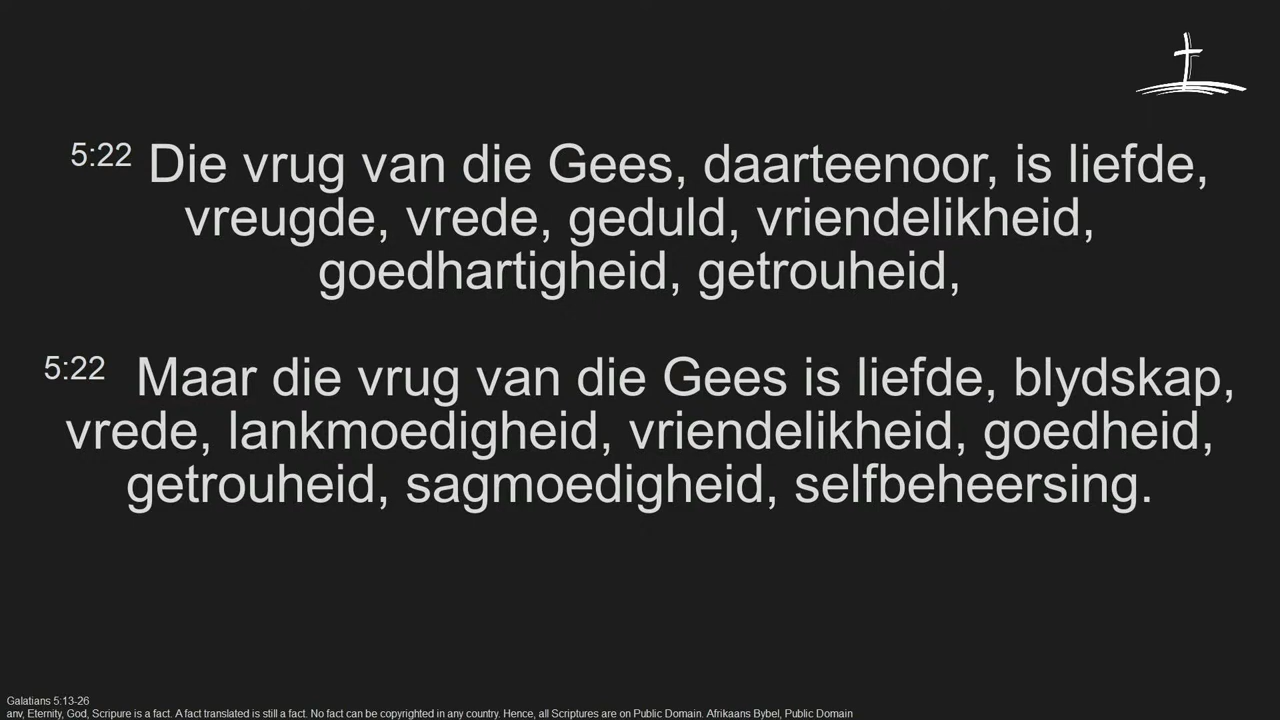 5:22 Die vrug van die Gees, daarteenoor, is liefde,
vreugde, vrede, geduld, vriendelikheid,
goedhartigheid, getrouheid,
5:22 Maar die vrug van die Gees is liefde, blydskap,
vrede, lankmoedigheid, vriendelikheid, goedheid,
getrouheid, sagmoedigheid, selfbeheersing.
Galatians 5:13-26
anv, Eternity, God, Scripure is a fact. A fact translated is still a fact. No fact can be copyrighted in any country. Hence, all Scriptures are on Public Domain. Afrikaans Bybel, Public Domain